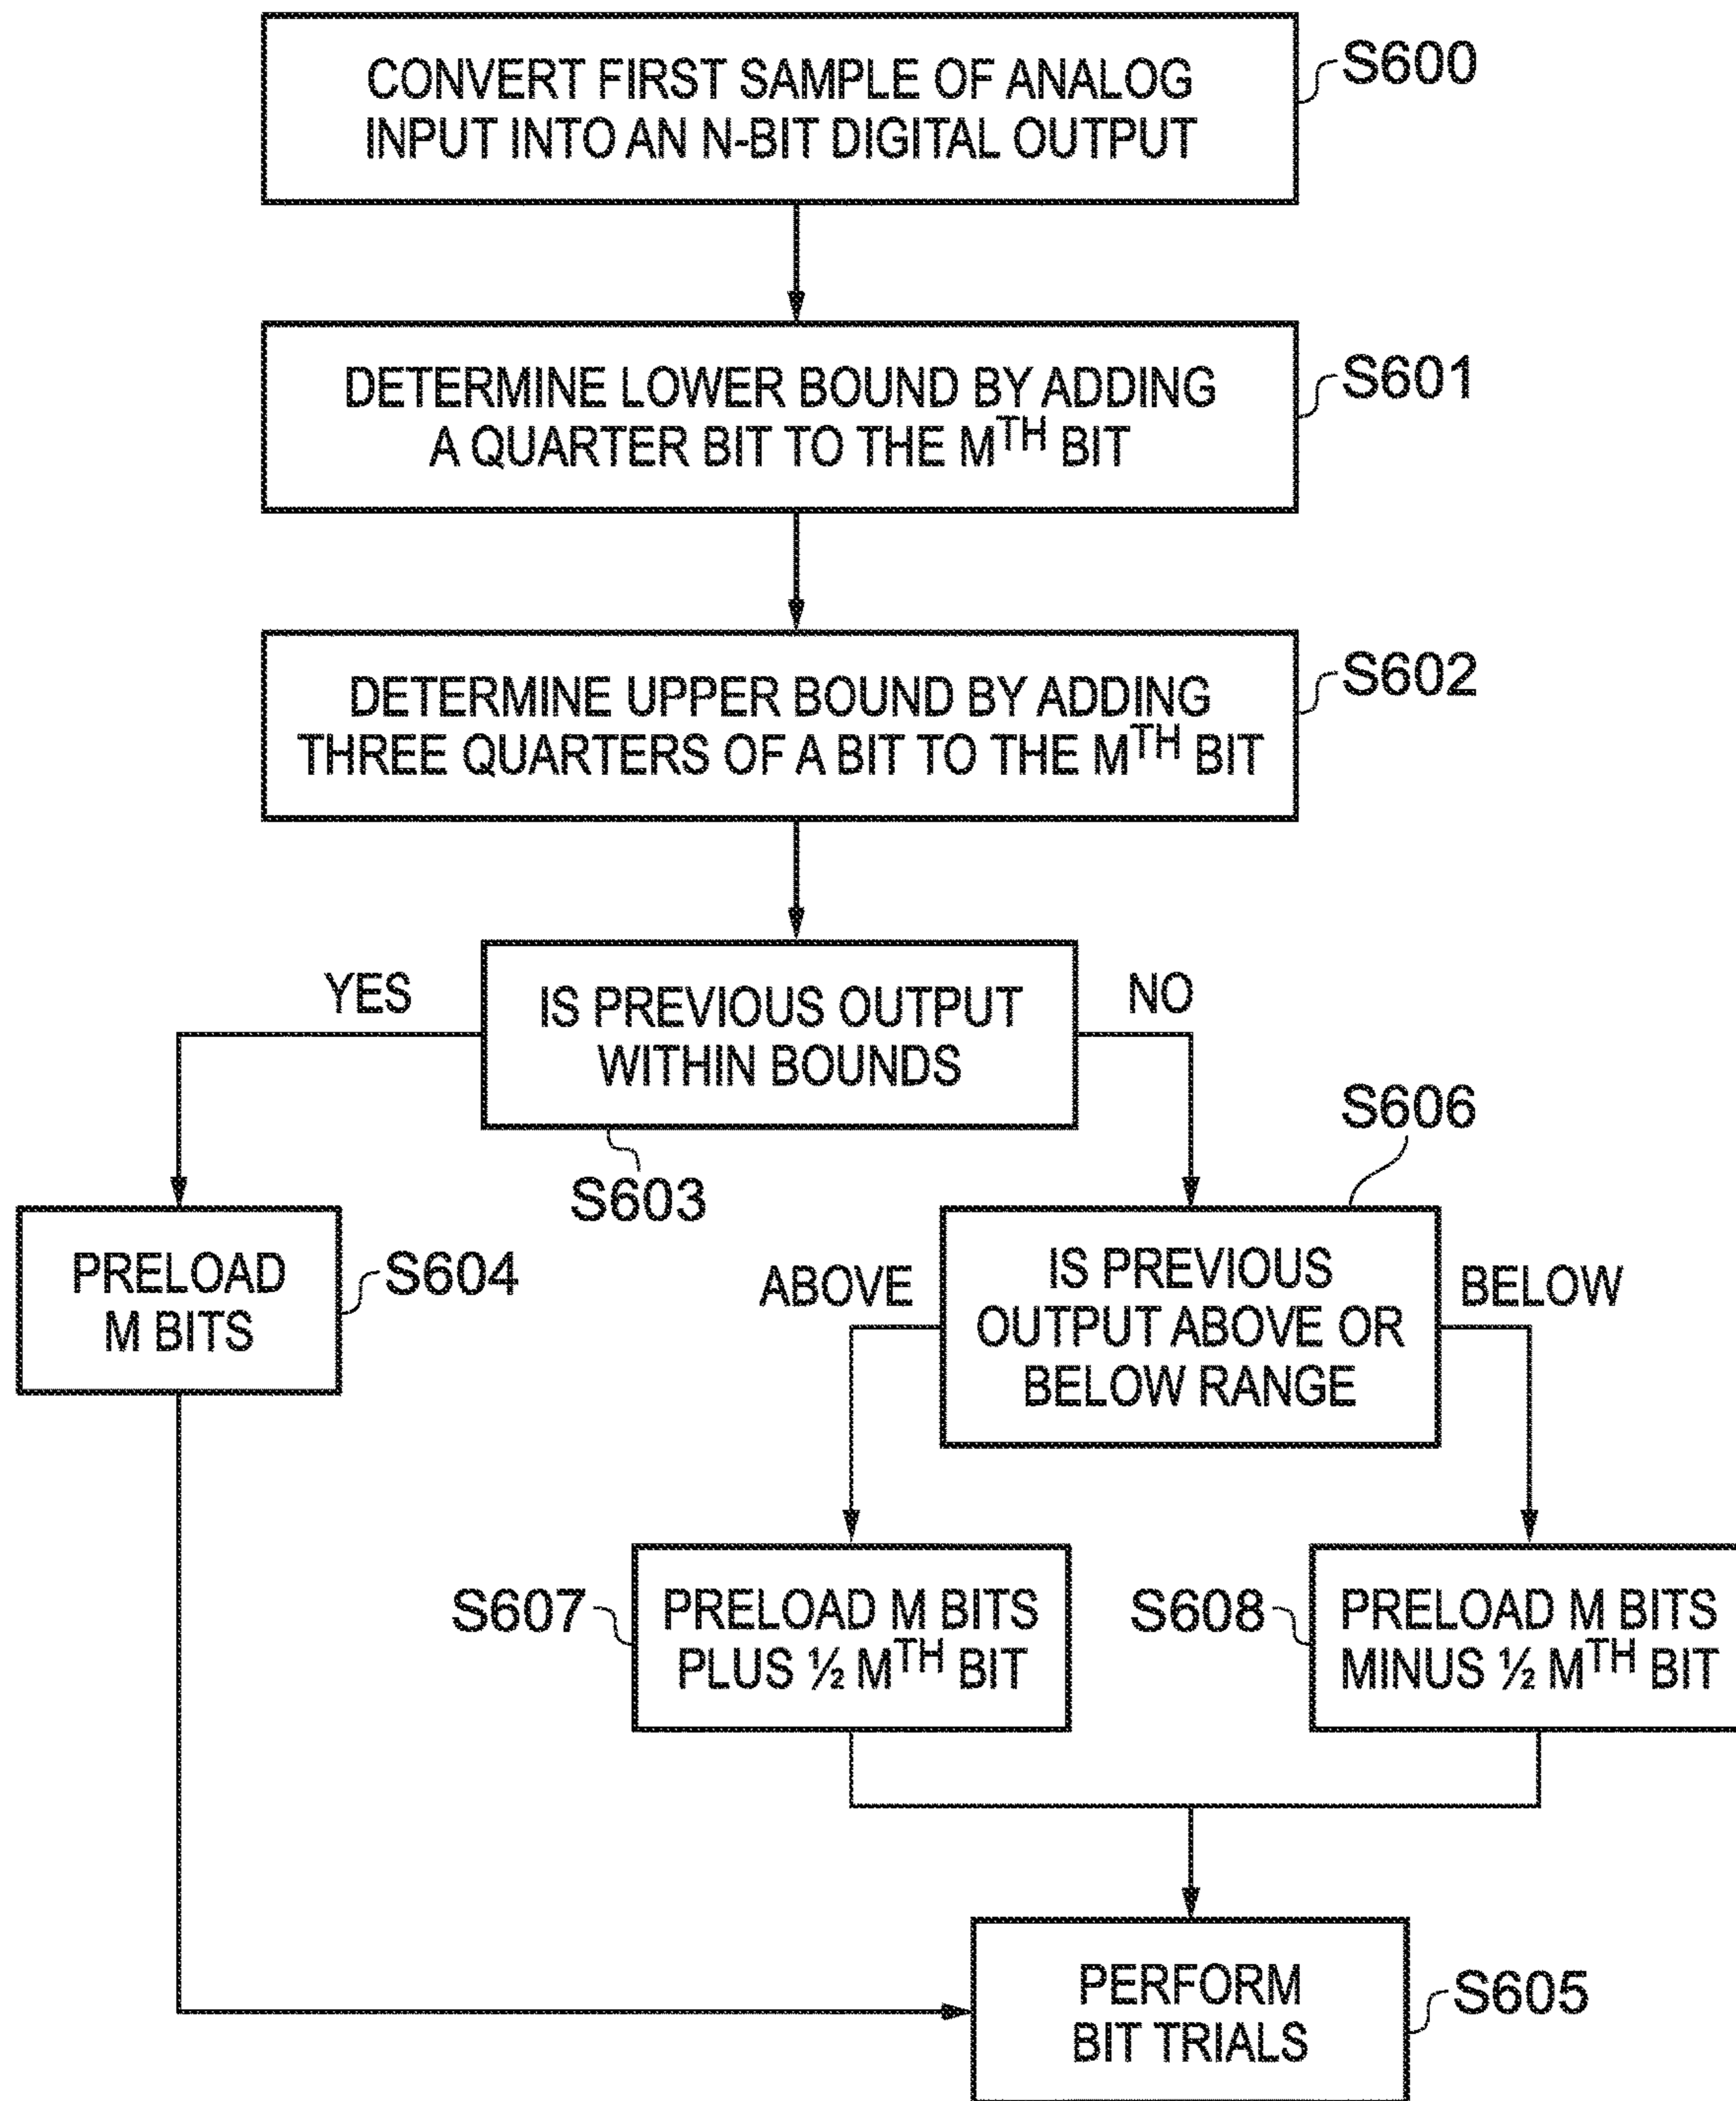 CONVERT FIRST SAMPLE OF ANALOG
INPUT INTO AN N-BIT DIGITAL OUTPUT
S600
DETERMINE LOWER BOUND BY ADDING
A QUARTER BIT TO THE MTH BIT
S601
DETERMINE UPPER BOUND BY ADDING
THREE QUARTERS OF A BIT TO THE MTH BIT
S602
YES
IS PREVIOUS OUTPUT
WITHIN BOUNDS
NO
S603
S606
PRELOAD
M BITS
S604
ABOVE
IS PREVIOUS
OUTPUT ABOVE OR
BELOW RANGE
BELOW
S607
PRELOAD M BITS
PLUS ½ MTH BIT
S608
PRELOAD M BITS
MINUS ½ MTH BIT
PERFORM
BIT TRIALS
S605